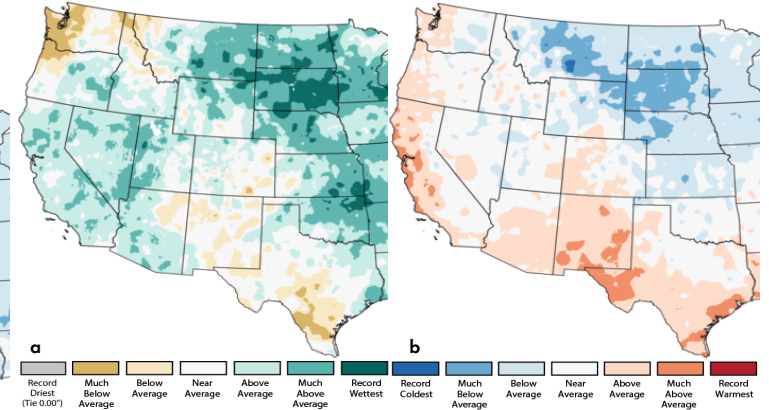 a
b
Record Driest (Tie 0.00")
Much Below Average
Below Average
Near Average
Above Average
Much Above Average
Record Wettest
Record Coldest
Much Below Average
Below Average
Near Average
Above Average
Much Above Average
Record Warmest